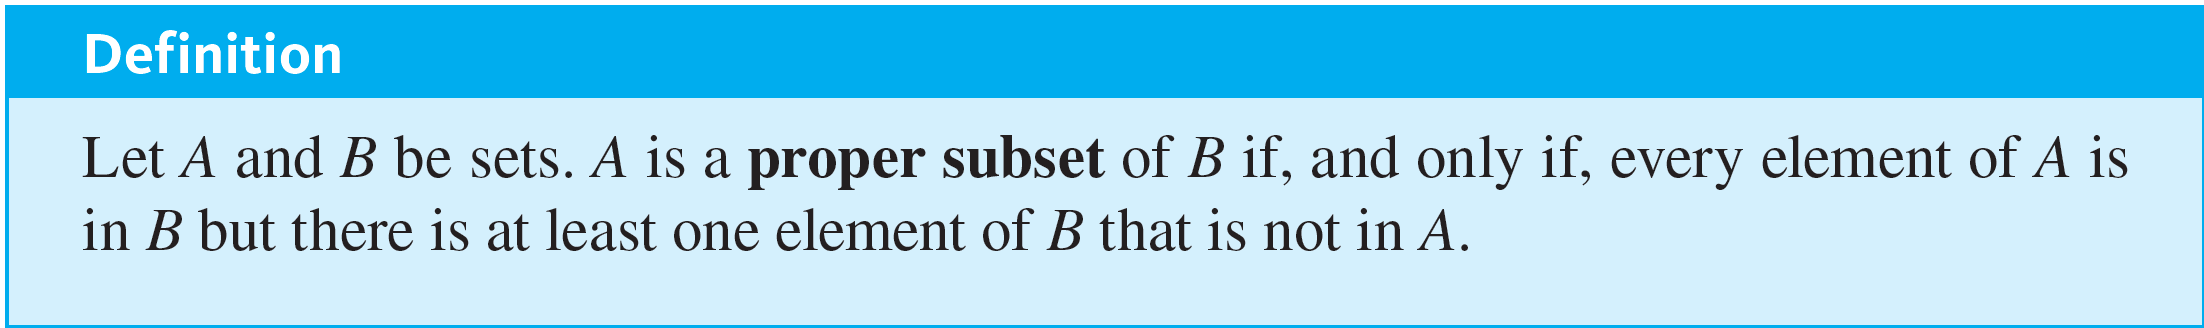 Definition
Let A and B be sets. A is a proper subset of B if, and only if, every element of A is
in B but there is at least one element of B that is not in A.